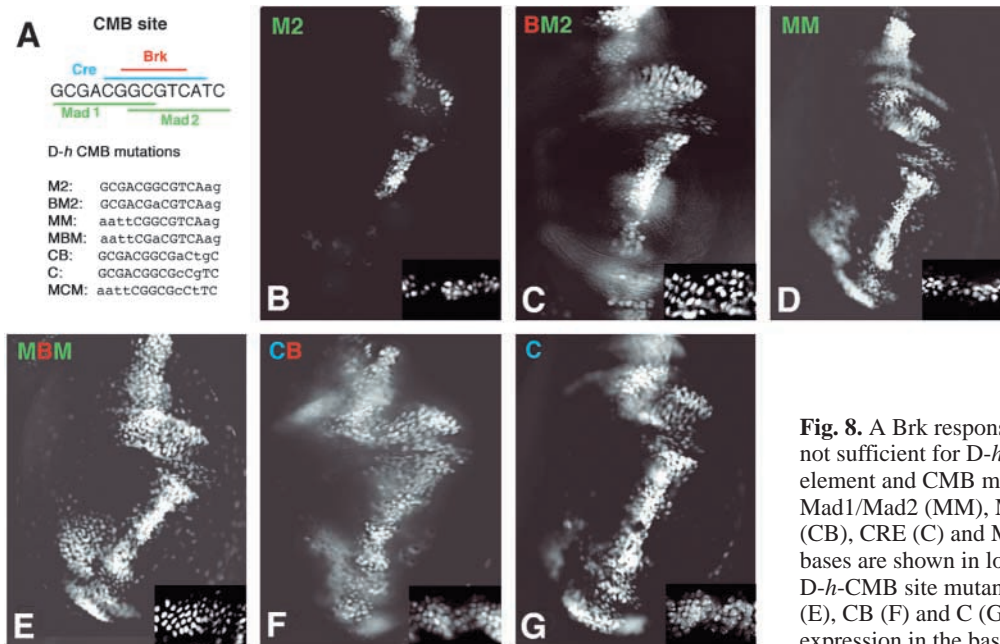 A
CMB site
Brk
Cre
GCGACGGCGTCATC
Mad 1
Mad 2
D-h CMB mutations
M2: GCGACGGCGTCAag
BM2: GCGACGaCGTCAag
MM: aattCGGCGTCAag
MBM: aattCGaCGTCAag
CB: GCGACGGCGaCtgC
C: GCGACGGCGcCgTC
MCM: aattCGGCGcCtTC
M2
B
BM2
C
MM
D
MBM
E
CB
F
C
G
Fig. 8. A Brk respons
not sufficient for D-h
element and CMB m
Mad1/Mad2 (MM), M
(CB), CRE (C) and M
bases are shown in lo
D-h-CMB site mutan
(E), CB (F) and C (G
expression in the bas